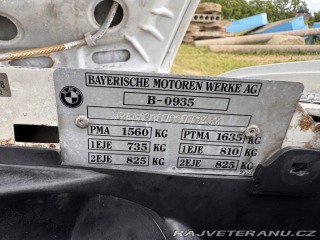 BMW
BAYERISCHE MOTOREN WERKE AG
B-0935
PMA 1560 KG PTMA 1635 KG
1EJE 735 KG 1EJE 810 KG
2EJE 825 KG 2EJE 825 KG
RAJVETERANU.CZ